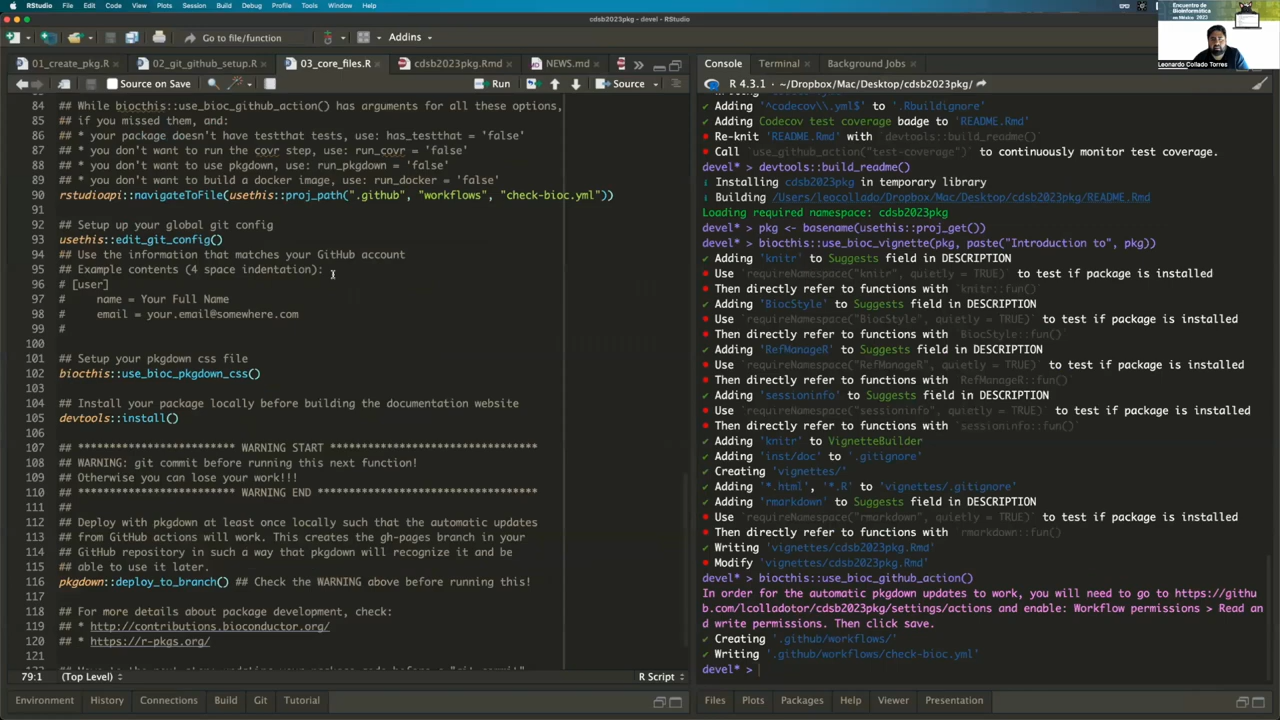 RStudio File Edit Code View Plots Session Build Debug Profile Tools Window Help
cdsb2023pkg - devel - RStudio
Encuentro de
Bioinformática
en México 2023
Leonardo Collado Torres
Go to file/function
Addins
01_create_pkg.R
02_git_github_setup.R
03_core_files.R
cdsb2023pkg.Rmd
NEWS.md
Source on Save
Run
Source
84 ## While biocthis::use_bioc_github_action() has arguments for all these options,
85 ## if you missed them, and:
86 ## * your package doesn't have testthat tests, use: has_testthat = 'false'
87 ## * you don't want to run the covr step, use: run_covr = 'false'
88 ## * you don't want to use pkgdown, use: run_pkgdown = 'false'
89 ## * you don't want to build a docker image, use: run_docker = 'false'
90 rstudioapi::navigateToFile(usethis::proj_path(".github", "workflows", "check-bioc.yml"))
91
92 ## Setup up your global git config
93 usethis::edit_git_config()
94 ## Use the information that matches your GitHub account
95 ## Example contents (4 space indentation):
96 # [user]
97 #     name = Your Full Name
98 #     email = your.email@somewhere.com
99 #
100
101 ## Setup your pkgdown css file
102 biocthis::use_bioc_pkgdown_css()
103
104 ## Install your package locally before building the documentation website
105 devtools::install()
106
107 ## ************************ WARNING START ***********************************
108 ## WARNING: git commit before running this next function!
109 ## Otherwise you can lose your work!!!
110 ## ************************ WARNING END ***********************************
111 ##
112 ## Deploy with pkgdown at least once locally such that the automatic updates
113 ## from GitHub actions will work. This creates the gh-pages branch in your
114 ## GitHub repository in such a way that pkgdown will recognize it and be
115 ## able to use it later.
116 pkgdown::deploy_to_branch() ## Check the WARNING above before running this!
117
118 ## For more details about package development, check:
119 ## * http://contributions.bioconductor.org/
120 ## * https://r-pkgs.org/
121
79:1 (Top Level)
R Script
Environment History Connections Build Git Tutorial
Console Terminal Background Jobs
R 4.3.1 · ~/Dropbox/Mac/Desktop/cdsb2023pkg/
✔ Adding '^codecov\\.yml$' to '.Rbuildignore'
✔ Adding Codecov test coverage badge to 'README.Rmd'
• Re-knit 'README.Rmd' with `devtools::build_readme()`
• Call `use_github_action("test-coverage")` to continuously monitor test coverage.
devel* > devtools::build_readme()
ℹ Installing cdsb2023pkg in temporary library
ℹ Building /Users/leocollado/Dropbox/Mac/Desktop/cdsb2023pkg/README.Rmd
Loading required namespace: cdsb2023pkg
devel* > pkg <- basename(usethis::proj_get())
devel* > biocthis::use_bioc_vignette(pkg, paste("Introduction to", pkg))
✔ Adding 'knitr' to Suggests field in DESCRIPTION
• Use `requireNamespace("knitr", quietly = TRUE)` to test if package is installed
• Then directly refer to functions with `knitr::fun()`
✔ Adding 'BiocStyle' to Suggests field in DESCRIPTION
• Use `requireNamespace("BiocStyle", quietly = TRUE)` to test if package is installed
• Then directly refer to functions with `BiocStyle::fun()`
✔ Adding 'RefManageR' to Suggests field in DESCRIPTION
• Use `requireNamespace("RefManageR", quietly = TRUE)` to test if package is installed
• Then directly refer to functions with `RefManageR::fun()`
✔ Adding 'sessioninfo' to Suggests field in DESCRIPTION
• Use `requireNamespace("sessioninfo", quietly = TRUE)` to test if package is installed
• Then directly refer to functions with `sessioninfo::fun()`
✔ Adding 'knitr' to VignetteBuilder
✔ Adding 'inst/doc' to '.gitignore'
✔ Creating 'vignettes/'
✔ Adding '*.html', '*.R' to 'vignettes/.gitignore'
✔ Adding 'rmarkdown' to Suggests field in DESCRIPTION
• Use `requireNamespace("rmarkdown", quietly = TRUE)` to test if package is installed
• Then directly refer to functions with `rmarkdown::fun()`
✔ Writing 'vignettes/cdsb2023pkg.Rmd'
• Modify 'vignettes/cdsb2023pkg.Rmd'
devel* > biocthis::use_bioc_github_action()
In order for the automatic pkgdown updates to work, you will need to go to https://githu
b.com/lcolladotor/cdsb2023pkg/settings/actions and enable: Workflow permissions > Read an
d write permissions. Then click save.
✔ Creating '.github/workflows/'
✔ Writing '.github/workflows/check-bioc.yml'
devel* >
Files Plots Packages Help Viewer Presentation